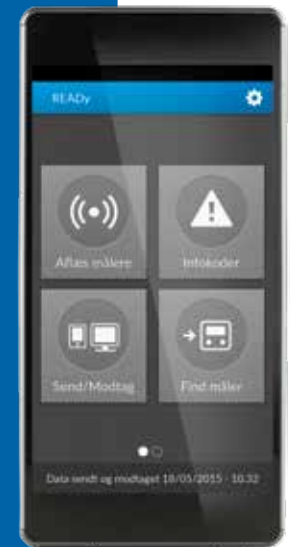 READy
Aflæs målere
Infokoder
Send/Modtag
Find måler
Data sendt og modtaget 18/05/2015 - 10.32